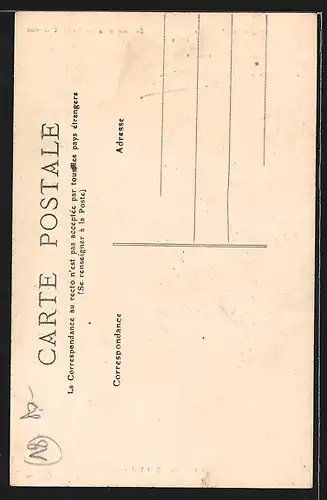 CARTE POSTALE
La Correspondance au recto n'est pas acceptée par tous les pays étrangers
(Se renseigner à la Poste)
Correspondance
Adresse